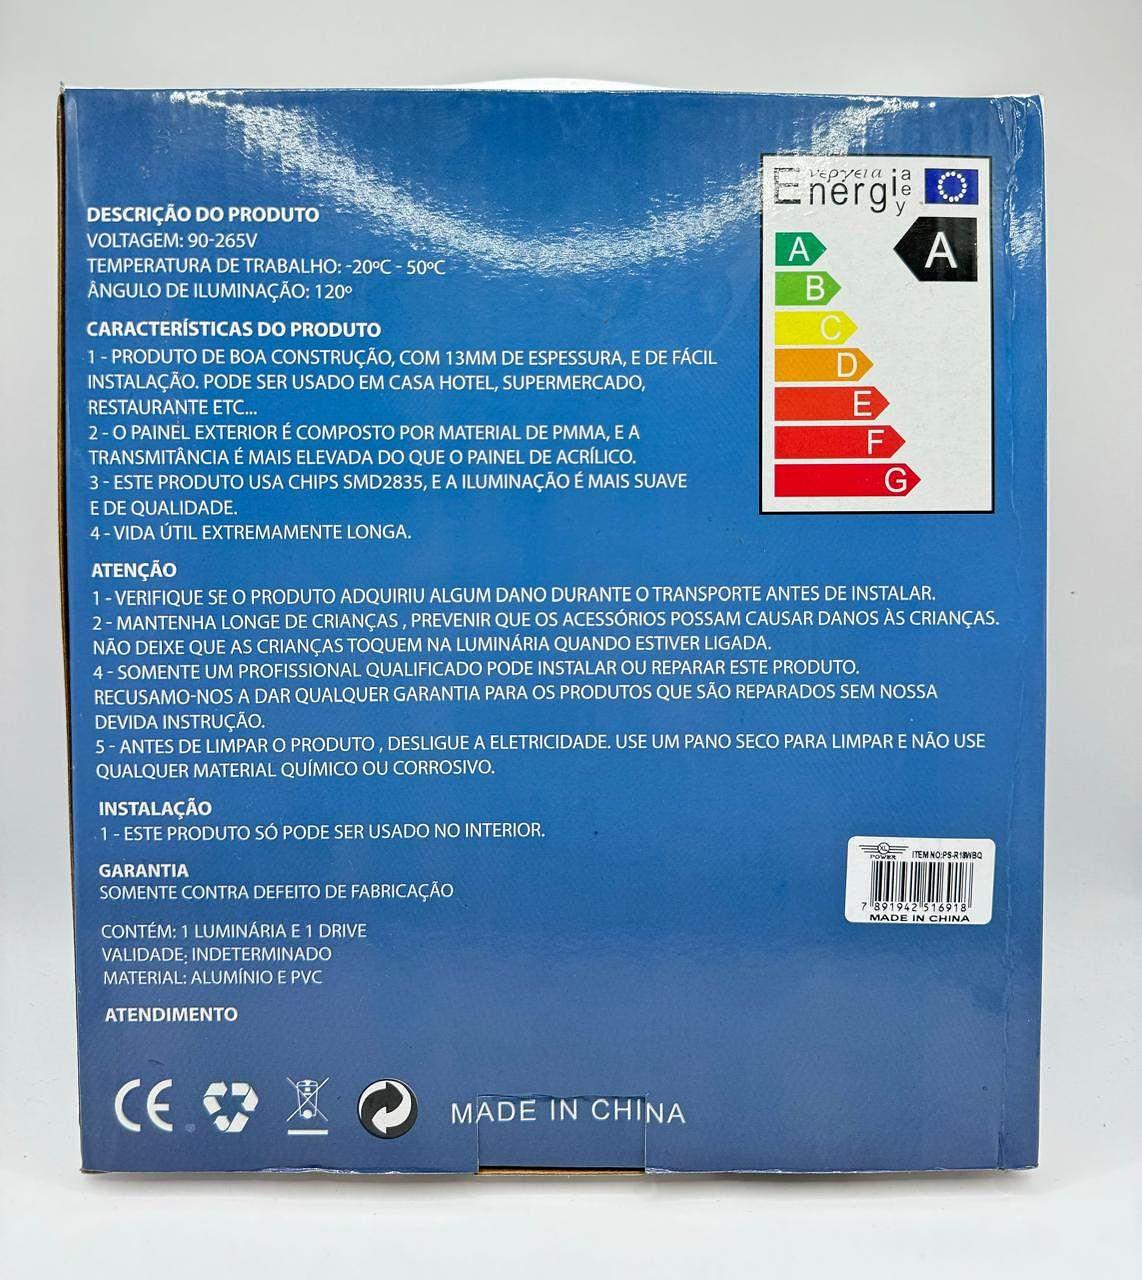 DESCRIÇÃO DO PRODUTO
VOLTAGEM: 90-265V
TEMPERATURA DE TRABALHO: -20ºC - 50ºC
ÂNGULO DE ILUMINAÇÃO: 120º
CARACTERÍSTICAS DO PRODUTO
1 - PRODUTO DE BOA CONSTRUÇÃO, COM 13MM DE ESPESSURA, E DE FÁCIL
INSTALAÇÃO. PODE SER USADO EM CASA HOTEL, SUPERMERCADO,
RESTAURANTE ETC...
2 - O PAINEL EXTERIOR É COMPOSTO POR MATERIAL DE PMMA, E A
TRANSMITÂNCIA É MAIS ELEVADA DO QUE O PAINEL DE ACRÍLICO.
3 - ESTE PRODUTO USA CHIPS SMD2835, E A ILUMINAÇÃO É MAIS SUAVE
E DE QUALIDADE.
4 - VIDA ÚTIL EXTREMAMENTE LONGA.
ATENÇÃO
1 - VERIFIQUE SE O PRODUTO ADQUIRIU ALGUM DANO DURANTE O TRANSPORTE ANTES DE INSTALAR.
2 - MANTENHA LONGE DE CRIANÇAS , PREVENIR QUE OS ACESSÓRIOS POSSAM CAUSAR DANOS ÀS CRIANÇAS.
NÃO DEIXE QUE AS CRIANÇAS TOQUEM NA LUMINÁRIA QUANDO ESTIVER LIGADA.
4 - SOMENTE UM PROFISSIONAL QUALIFICADO PODE INSTALAR OU REPARAR ESTE PRODUTO.
RECUSAMO-NOS A DAR QUALQUER GARANTIA PARA OS PRODUTOS QUE SÃO REPARADOS SEM NOSSA
DEVIDA INSTRUÇÃO.
5 - ANTES DE LIMPAR O PRODUTO , DESLIGUE A ELETRICIDADE. USE UM PANO SECO PARA LIMPAR E NÃO USE
QUALQUER MATERIAL QUÍMICO OU CORROSIVO.
INSTALAÇÃO
1 - ESTE PRODUTO SÓ PODE SER USADO NO INTERIOR.
GARANTIA
SOMENTE CONTRA DEFEITO DE FABRICAÇÃO
CONTÉM: 1 LUMINÁRIA E 1 DRIVE
VALIDADE: INDETERMINADO
MATERIAL: ALUMÍNIO E PVC
ATENDIMENTO
CE
MADE IN CHINA
Energi
a
e
y
A
A
B
C
D
E
F
G
XL
POWER
ITEM NO:PS-R18WBQ
7 891942 516918
MADE IN CHINA